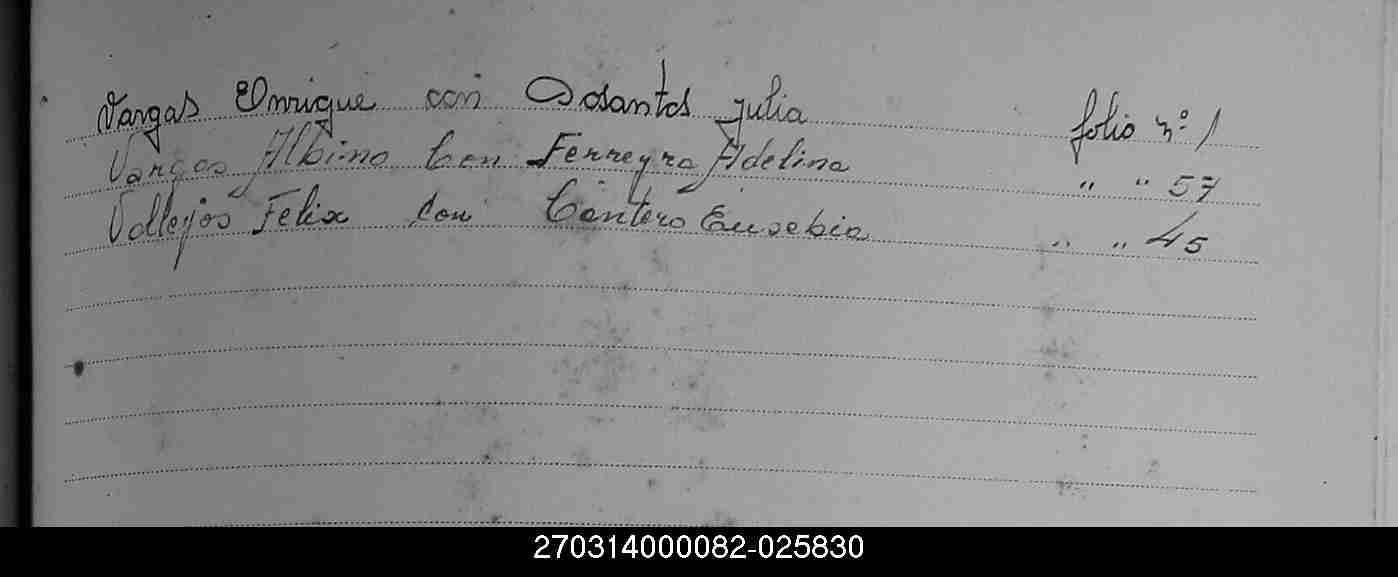 Vargas Enrique con Dosantos Julia folio nº 1
Vargas Albino Con Ferreyra Adelina " " 57
Vallejos Felix Con Cantero Eusebia " " 45
270314000082-025830